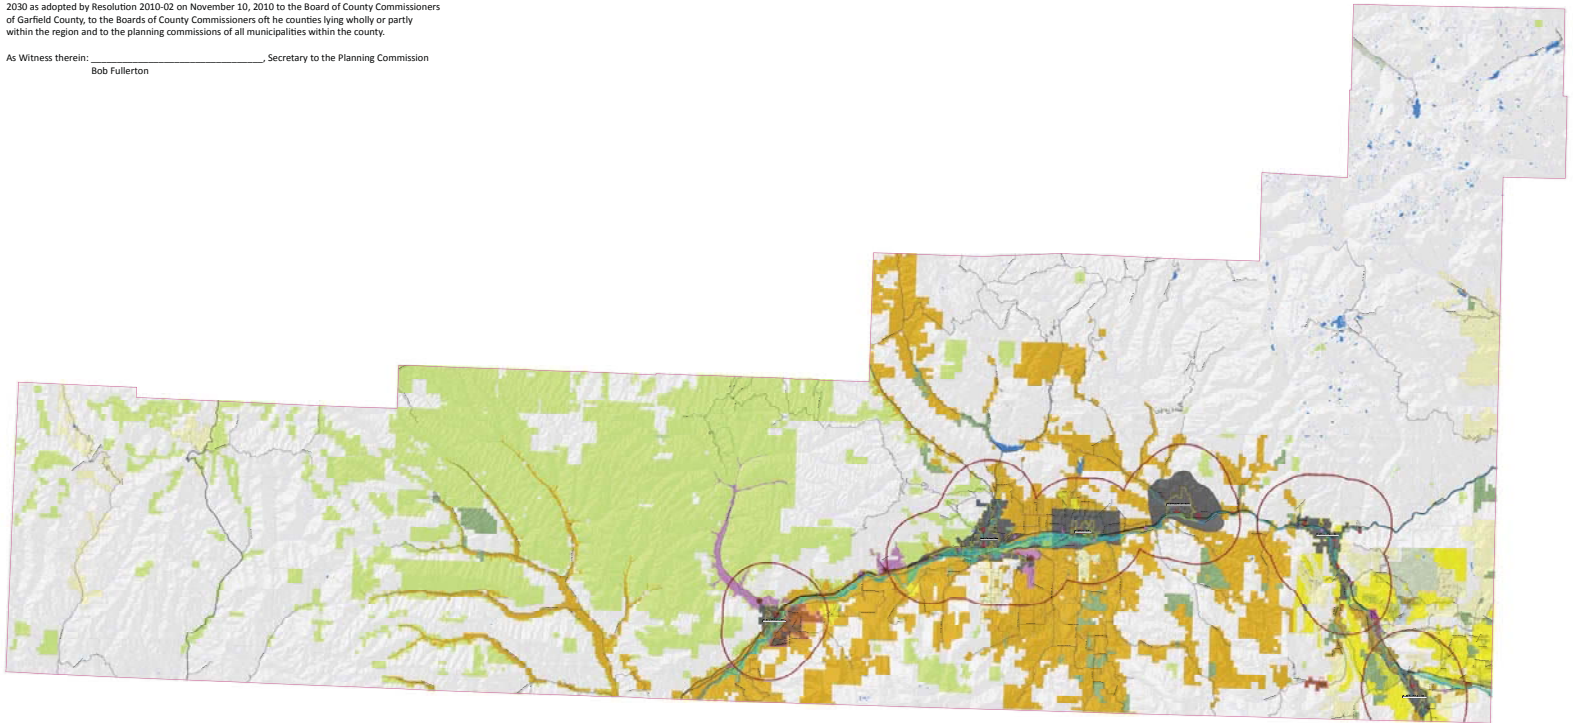 2030 as adopted by Resolution 2010-02 on November 10, 2010 to the Board of County Commissioners
of Garfield County, to the Boards of County Commissioners oft he counties lying wholly or partly
within the region and to the planning commissions of all municipalities within the county.
As Witness therein: ________________________________, Secretary to the Planning Commission
Bob Fullerton